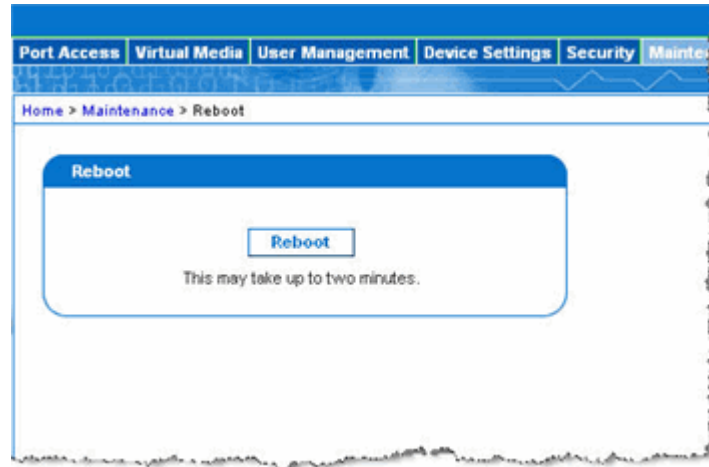 Port Access Virtual Media User Management Device Settings Security
Home > Maintenance > Reboot
Reboot
Reboot
This may take up to two minutes.